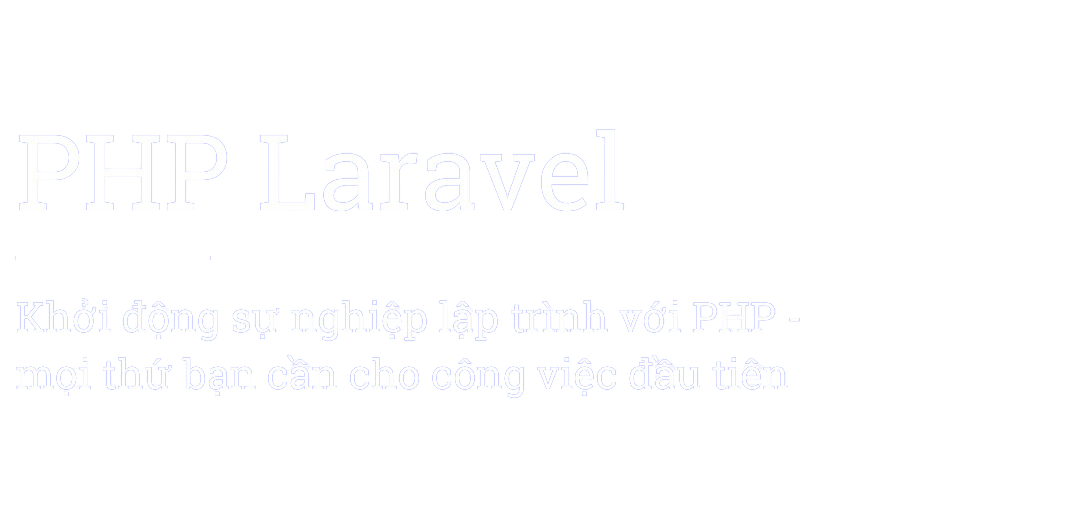 PHP Laravel
Khởi động sự nghiệp lập trình với PHP -
mọi thứ bạn cần cho công việc đầu tiên